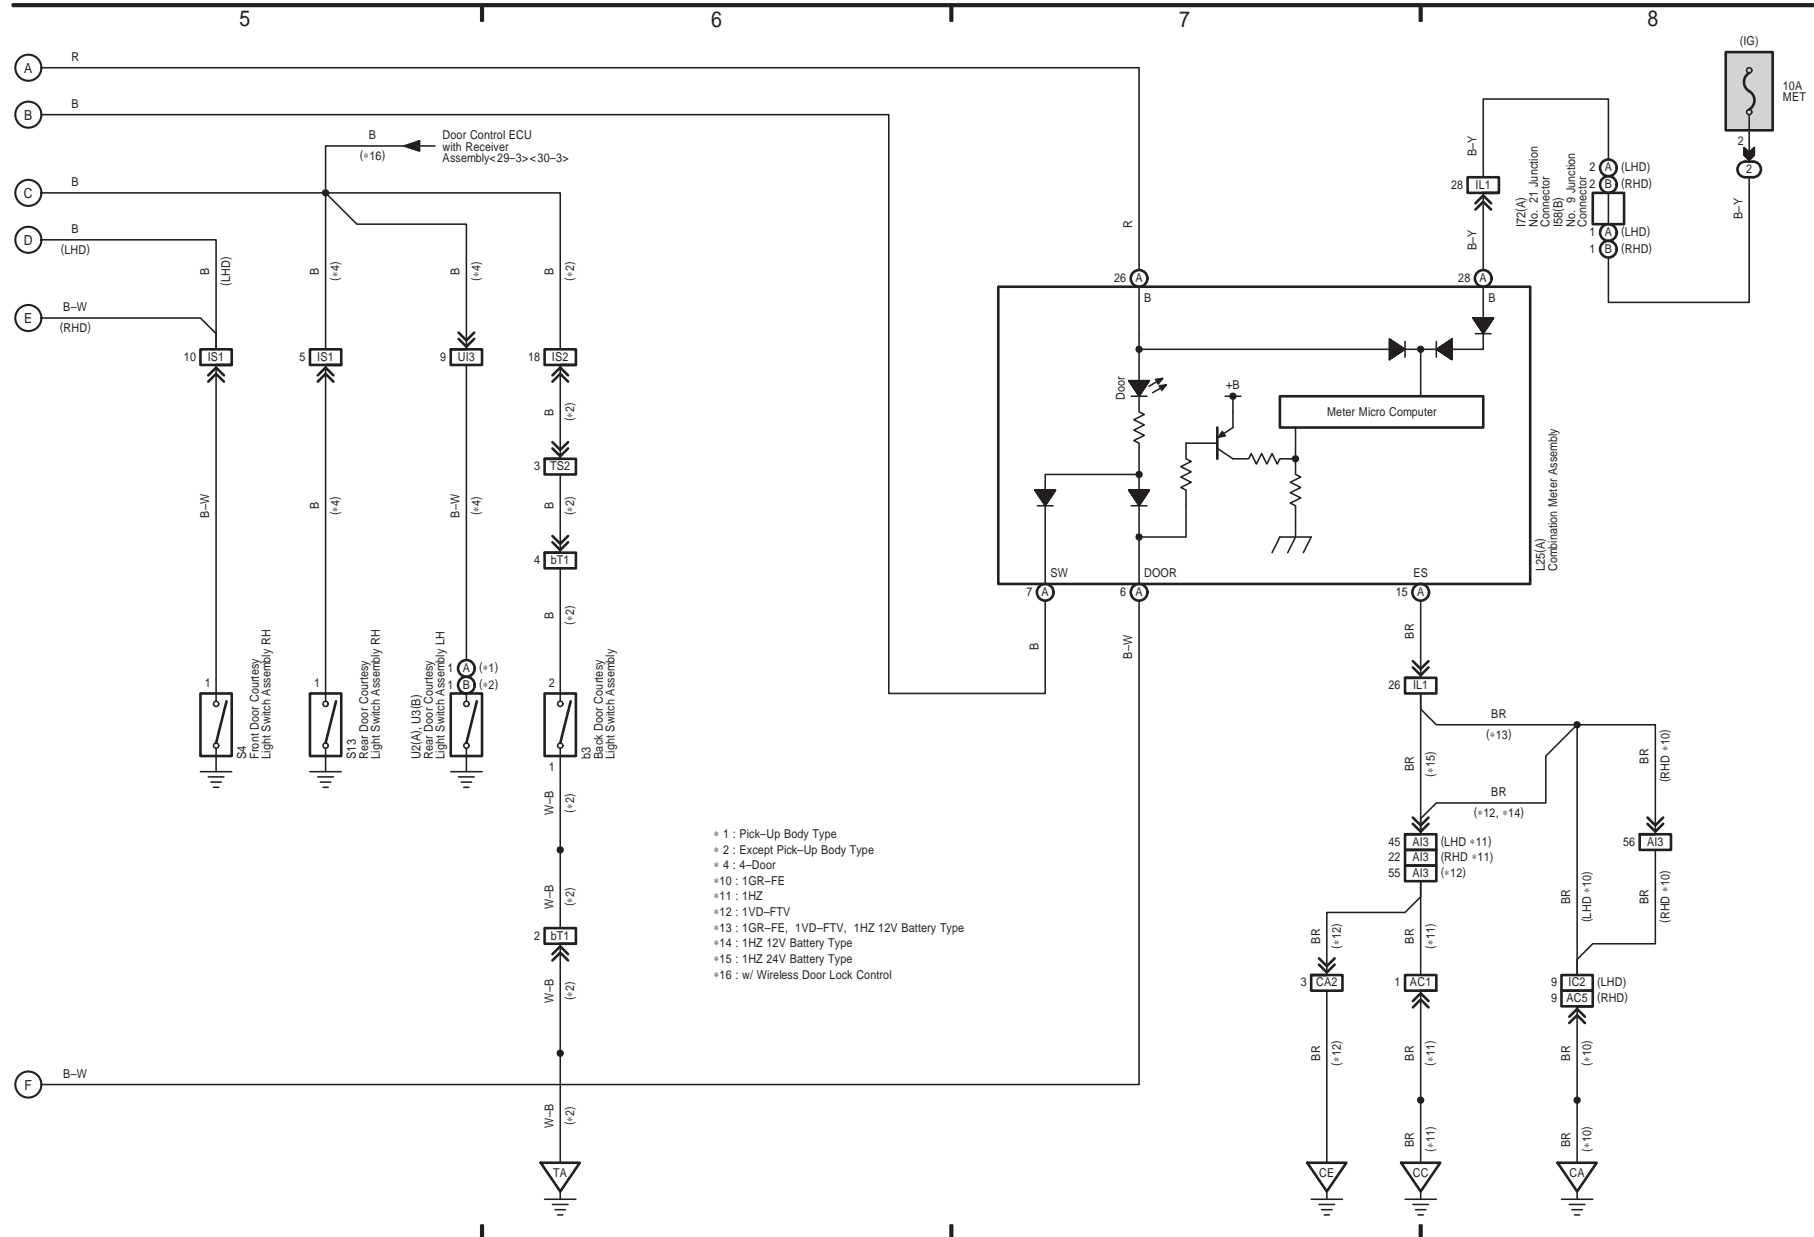 5
6
7
8
A
R
B
B
B
(*16)
Door Control ECU
with Receiver
Assembly<29–3><30–3>
C
B
D
B
(LHD)
E
B–W
(RHD)
B
(LHD)
B
(*4)
B
(*4)
B
(*2)
10 IS1
5 IS1
9 UI3
18 IS2
B
(*2)
3 TS2
B–W
B
(*4)
B–W
(*4)
B
(*2)
4 bT1
B
(*2)
1
S4
Front Door Courtesy
Light Switch Assembly RH
1
S13
Rear Door Courtesy
Light Switch Assembly RH
1 A (*1)
1 B (*2)
U2(A), U3(B)
Rear Door Courtesy
Light Switch Assembly LH
2
b3
Back Door Courtesy
Light Switch Assembly
1
W–B
(*2)
W–B
(*2)
2 bT1
W–B
(*2)
F
B–W
W–B
(*2)
TA
* 1 : Pick–Up Body Type
* 2 : Except Pick–Up Body Type
* 4 : 4–Door
*10 : 1GR–FE
*11 : 1HZ
*12 : 1VD–FTV
*13 : 1GR–FE, 1VD–FTV, 1HZ 12V Battery Type
*14 : 1HZ 12V Battery Type
*15 : 1HZ 24V Battery Type
*16 : w/ Wireless Door Lock Control
(IG)
10A
MET
2
2
B–Y
B–Y
28 IL1
B–Y
I72(A)
No. 21 Junction
Connector
I58(B)
No. 9 Junction
Connector
2 A (LHD)
2 B (RHD)
1 A (LHD)
1 B (RHD)
R
26 A
B
28 A
B
Door
+B
Meter Micro Computer
L25(A)
Combination Meter Assembly
SW
DOOR
ES
7 A
6 A
15 A
B
B–W
BR
26 IL1
BR
(*13)
BR
(*15)
BR
(*12, *14)
BR
(RHD *10)
45 AI3 (LHD *11)
22 AI3 (RHD *11)
55 AI3 (*12)
56 AI3
BR
(*12)
BR
(*11)
BR
(LHD *10)
BR
(RHD *10)
3 CA2
1 AC1
9 IC2 (LHD)
9 AC5 (RHD)
BR
(*12)
BR
(*11)
BR
(*10)
BR
(*11)
BR
(*10)
CE
CC
CA